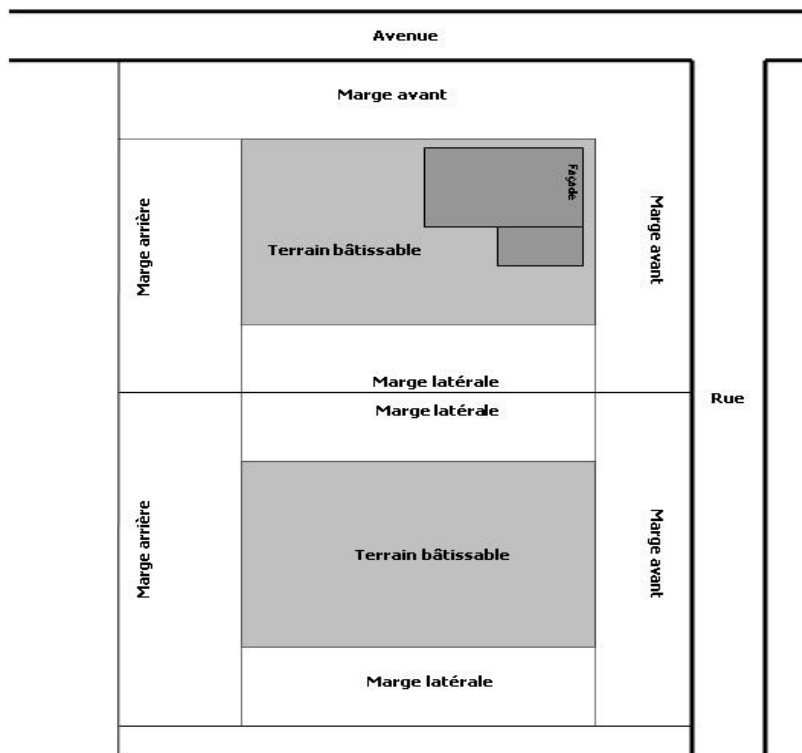 Avenue
Marge avant
Façade
Marge arrière
Marge avant
Terrain bâtissable
Marge latérale
Rue
Marge latérale
Marge arrière
Terrain bâtissable
Marge avant
Marge latérale